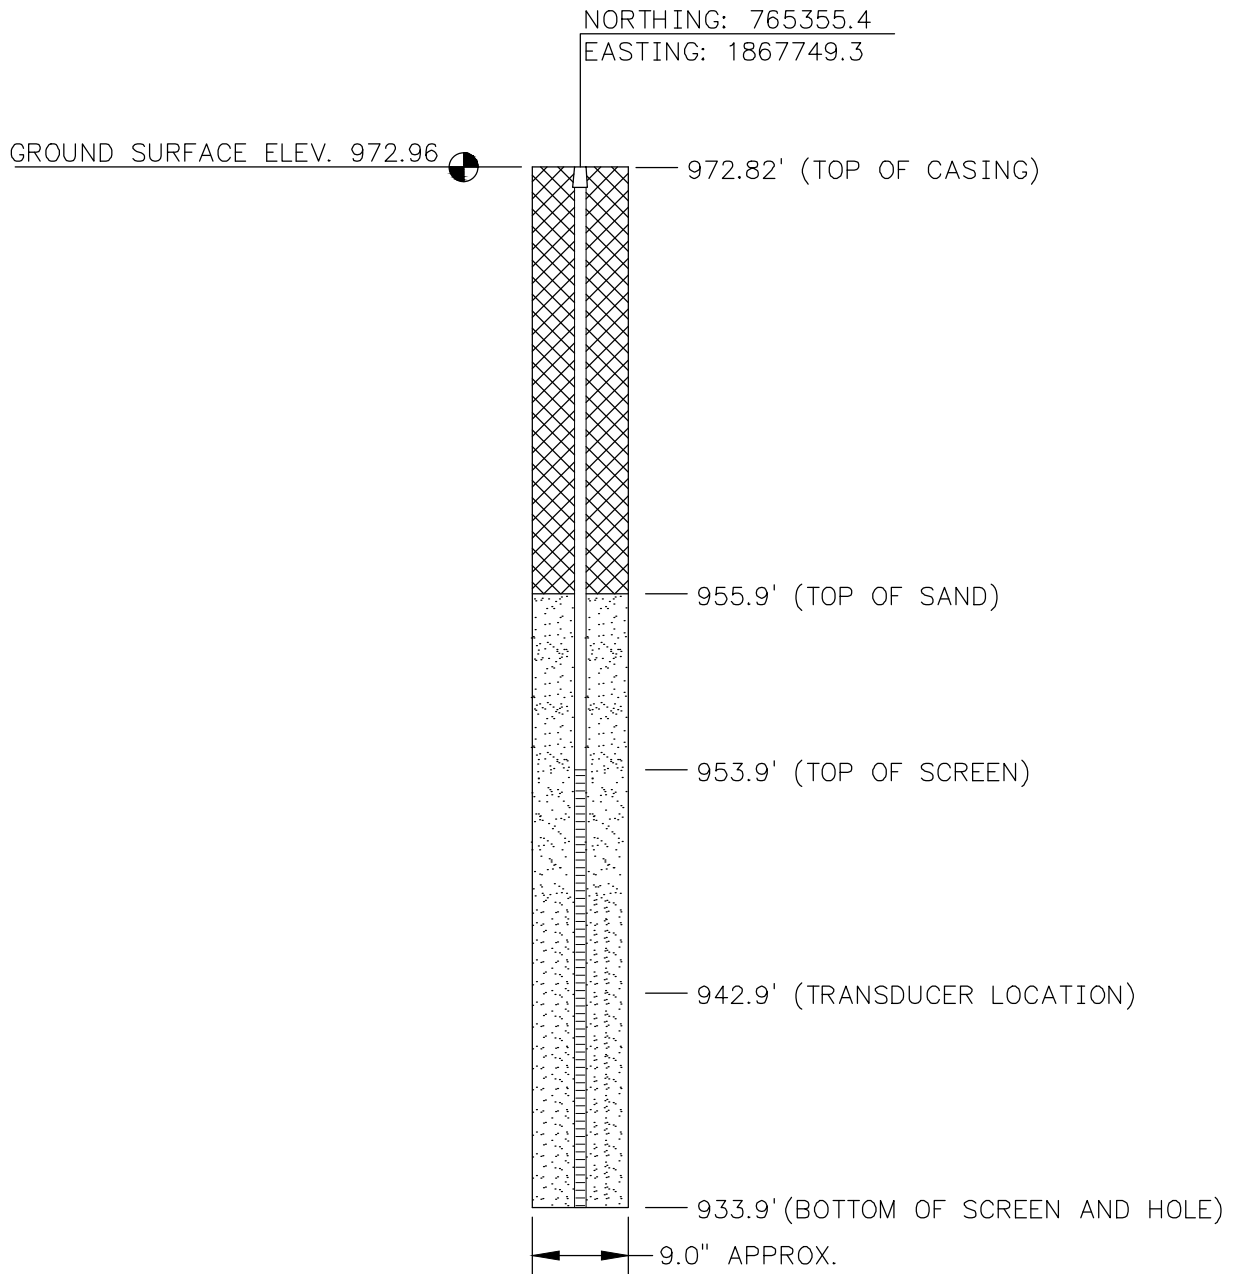 NORTHING: 765355.4
EASTING: 1867749.3
GROUND SURFACE ELEV. 972.96
972.82' (TOP OF CASING)
955.9' (TOP OF SAND)
953.9' (TOP OF SCREEN)
942.9' (TRANSDUCER LOCATION)
933.9' (BOTTOM OF SCREEN AND HOLE)
9.0" APPROX.